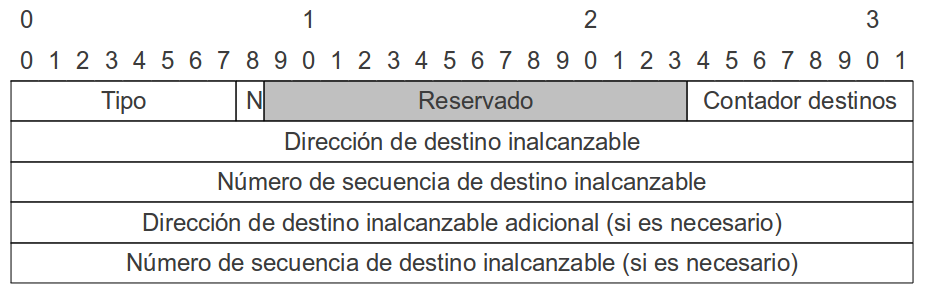 0 1 2 3
0 1 2 3 4 5 6 7 8 9 0 1 2 3 4 5 6 7 8 9 0 1 2 3 4 5 6 7 8 9 0 1
Tipo N Reservado Contador destinos
Dirección de destino inalcanzable
Número de secuencia de destino inalcanzable
Dirección de destino inalcanzable adicional (si es necesario)
Número de secuencia de destino inalcanzable (si es necesario)